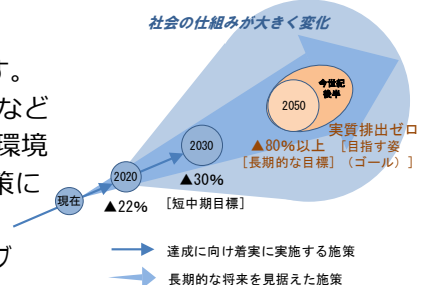 社会の仕組みが大きく変化
す。
など
環境
策に
ブ
今世紀
後半
2050
実質排出ゼロ
▲80%以上 [目指す姿
[長期的な目標] (ゴール)]
2030
▲30%
[短中期目標]
2020
▲22%
現在
達成に向け着実に実施する施策
長期的な将来を見据えた施策